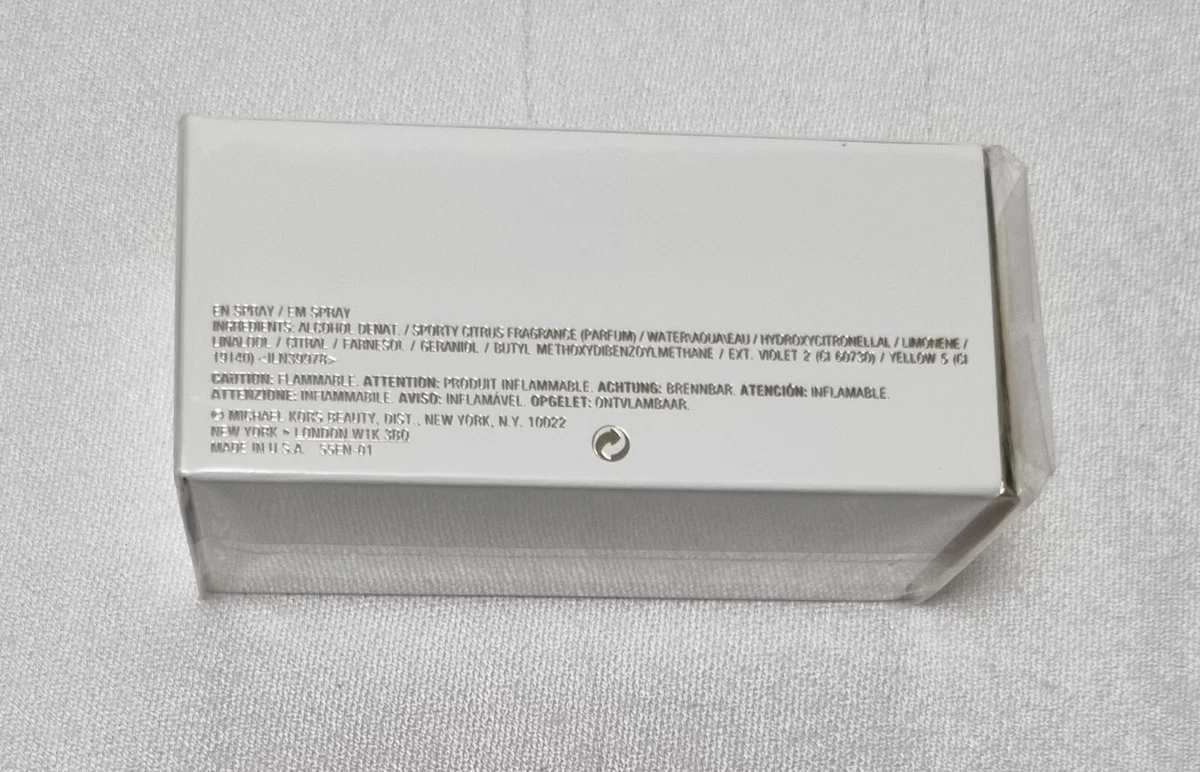 EN SPRAY / EM SPRAY
INGREDIENTS: ALCOHOL DENAT. / SPORTY CITRUS FRAGRANCE (PARFUM) / WATER\AQUA\EAU / HYDROXYCITRONELLAL / LIMONENE /
LINALOOL / CITRAL / FARNESOL / GERANIOL / BUTYL METHOXYDIBENZOYLMETHANE / EXT. VIOLET 2 (CI 60730) / YELLOW 5 (CI
19140) <ILN39978>
CAUTION: FLAMMABLE. ATTENTION: PRODUIT INFLAMMABLE. ACHTUNG: BRENNBAR. ATENCIÓN: INFLAMABLE.
ATTENZIONE: INFIAMMABILE. AVISO: INFLAMÁVEL. OPGELET: ONTVLAMBAAR.
© MICHAEL KORS BEAUTY, DIST., NEW YORK, N.Y. 10022
NEW YORK • LONDON W1K 3BQ
MADE IN U.S.A. 55EN-01